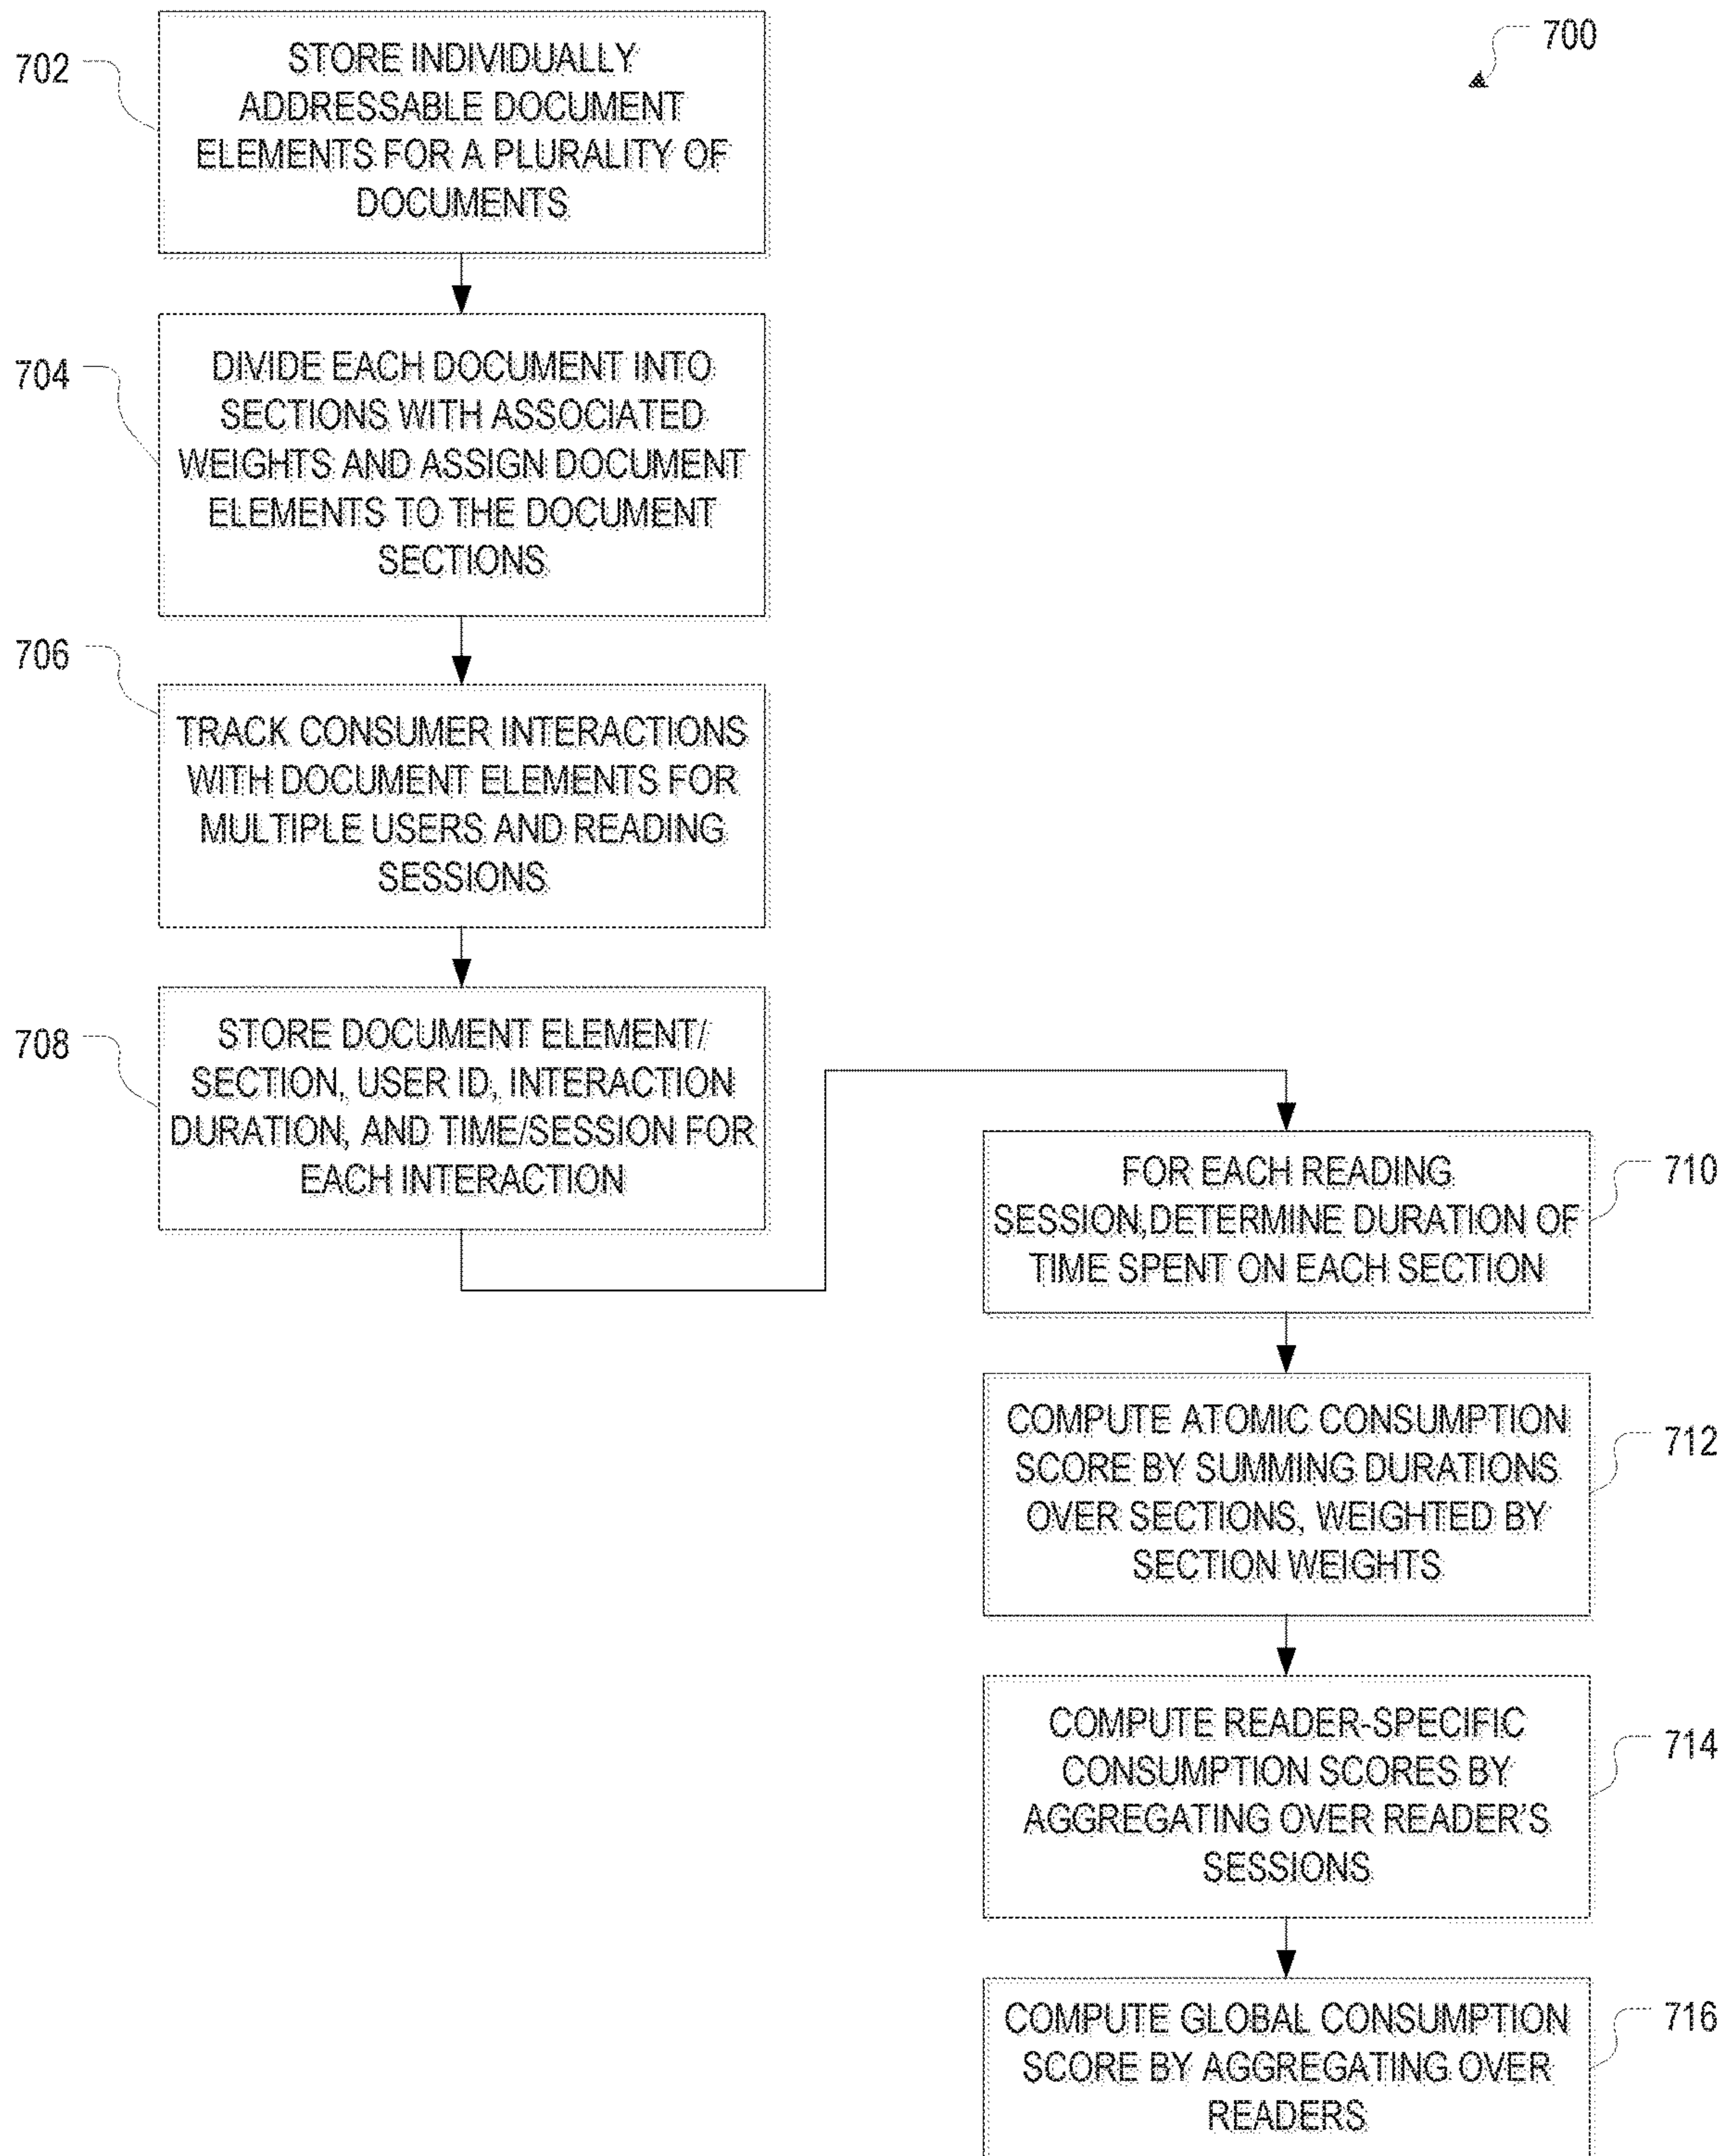 700
702
STORE INDIVIDUALLY
ADDRESSABLE DOCUMENT
ELEMENTS FOR A PLURALITY OF
DOCUMENTS
704
DIVIDE EACH DOCUMENT INTO
SECTIONS WITH ASSOCIATED
WEIGHTS AND ASSIGN DOCUMENT
ELEMENTS TO THE DOCUMENT
SECTIONS
706
TRACK CONSUMER INTERACTIONS
WITH DOCUMENT ELEMENTS FOR
MULTIPLE USERS AND READING
SESSIONS
708
STORE DOCUMENT ELEMENT/
SECTION, USER ID, INTERACTION
DURATION, AND TIME/SESSION FOR
EACH INTERACTION
710
FOR EACH READING
SESSION,DETERMINE DURATION OF
TIME SPENT ON EACH SECTION
712
COMPUTE ATOMIC CONSUMPTION
SCORE BY SUMMING DURATIONS
OVER SECTIONS, WEIGHTED BY
SECTION WEIGHTS
714
COMPUTE READER-SPECIFIC
CONSUMPTION SCORES BY
AGGREGATING OVER READER'S
SESSIONS
716
COMPUTE GLOBAL CONSUMPTION
SCORE BY AGGREGATING OVER
READERS